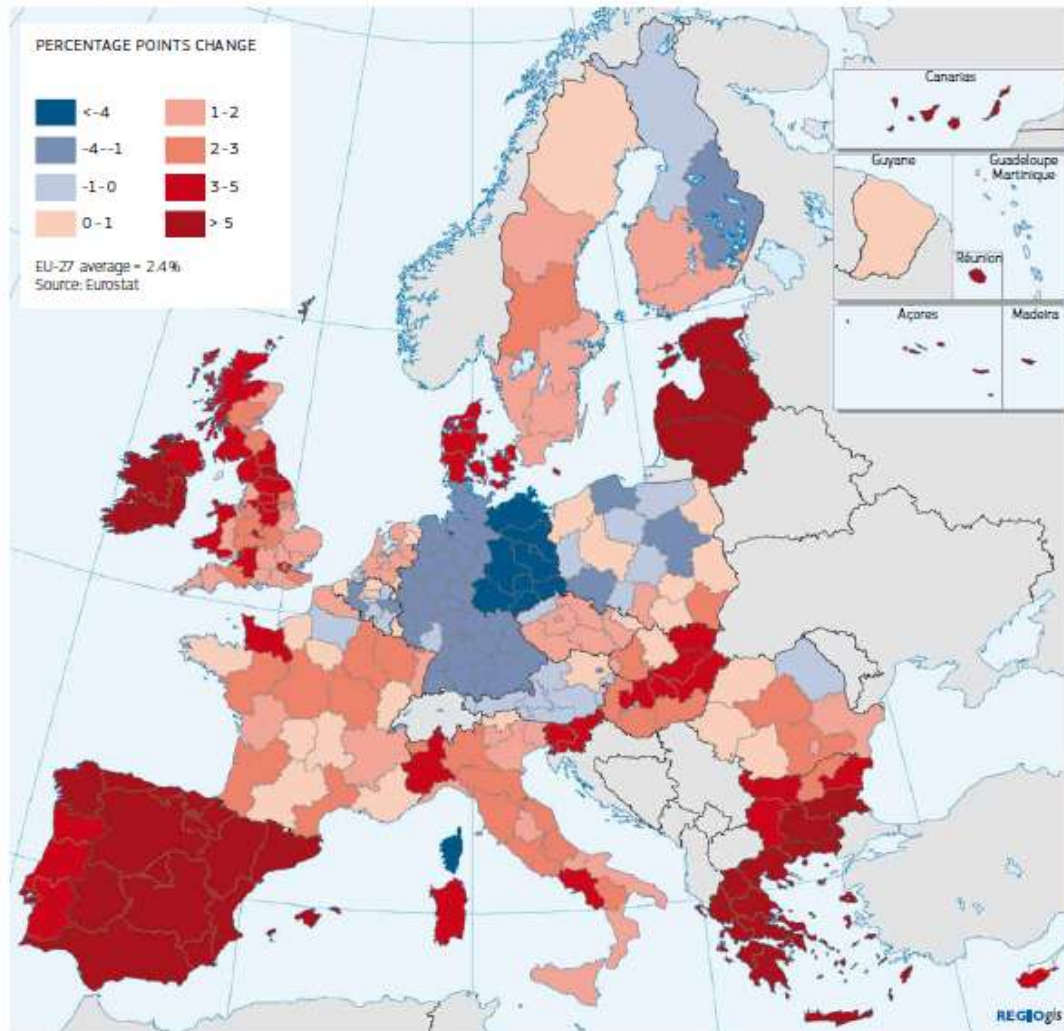 PERCENTAGE POINTS CHANGE
<-4
-4--1
-1-0
0-1
1-2
2-3
3-5
> 5
EU-27 average = 2.4%
Source: Eurostat
Canarias
Guyane
Guadeloupe
Martinique
Réunion
Açores
Madeira
REGIOgis